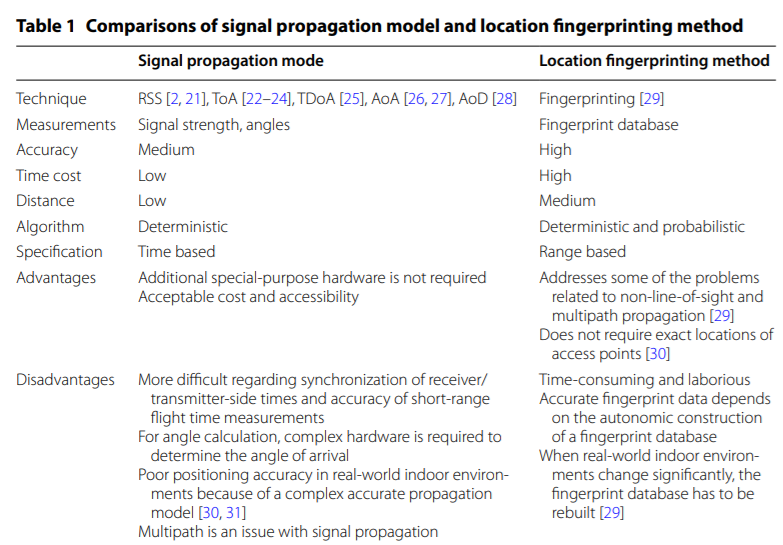 Table 1 Comparisons of signal propagation model and location fingerprinting method
Signal propagation mode Location fingerprinting method
Technique RSS [2, 21], ToA [22–24], TDoA [25], AoA [26, 27], AoD [28] Fingerprinting [29]
Measurements Signal strength, angles Fingerprint database
Accuracy Medium High
Time cost Low High
Distance Low Medium
Algorithm Deterministic Deterministic and probabilistic
Specification Time based Range based
Advantages Additional special-purpose hardware is not required Addresses some of the problems
Acceptable cost and accessibility related to non-line-of-sight and
multipath propagation [29]
Does not require exact locations of
access points [30]
Disadvantages More difficult regarding synchronization of receiver/ Time-consuming and laborious
transmitter-side times and accuracy of short-range Accurate fingerprint data depends
flight time measurements on the autonomic construction
For angle calculation, complex hardware is required to of a fingerprint database
determine the angle of arrival When real-world indoor environ-
Poor positioning accuracy in real-world indoor environ- ments change significantly, the
ments because of a complex accurate propagation fingerprint database has to be
model [30, 31] rebuilt [29]
Multipath is an issue with signal propagation